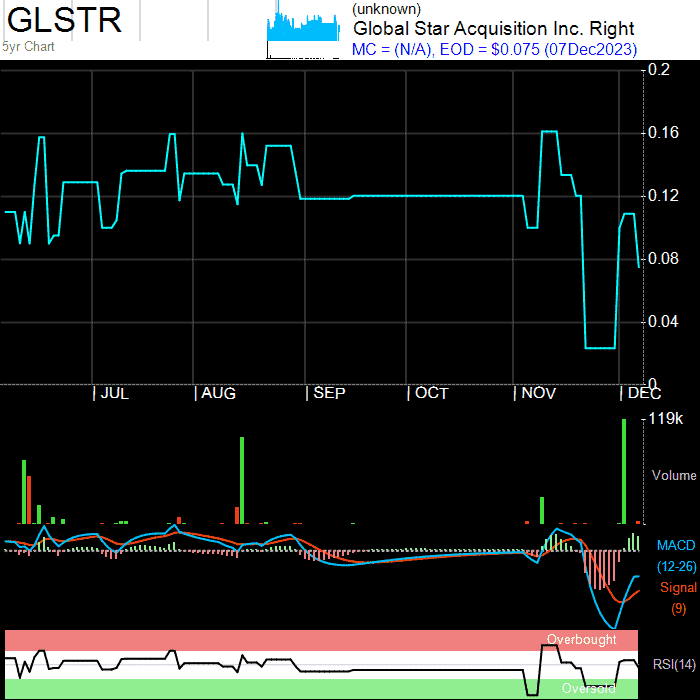 GLSTR
5yr Chart
(unknown)
Global Star Acquisition Inc. Right
MC = (N/A), EOD = $0.075 (07Dec2023)
0.2
0.16
0.12
0.08
0.04
0
JUL AUG SEP OCT NOV DEC
119k
Volume
MACD
(12-26)
Signal
(9)
Overbought
RSI(14)
Oversold